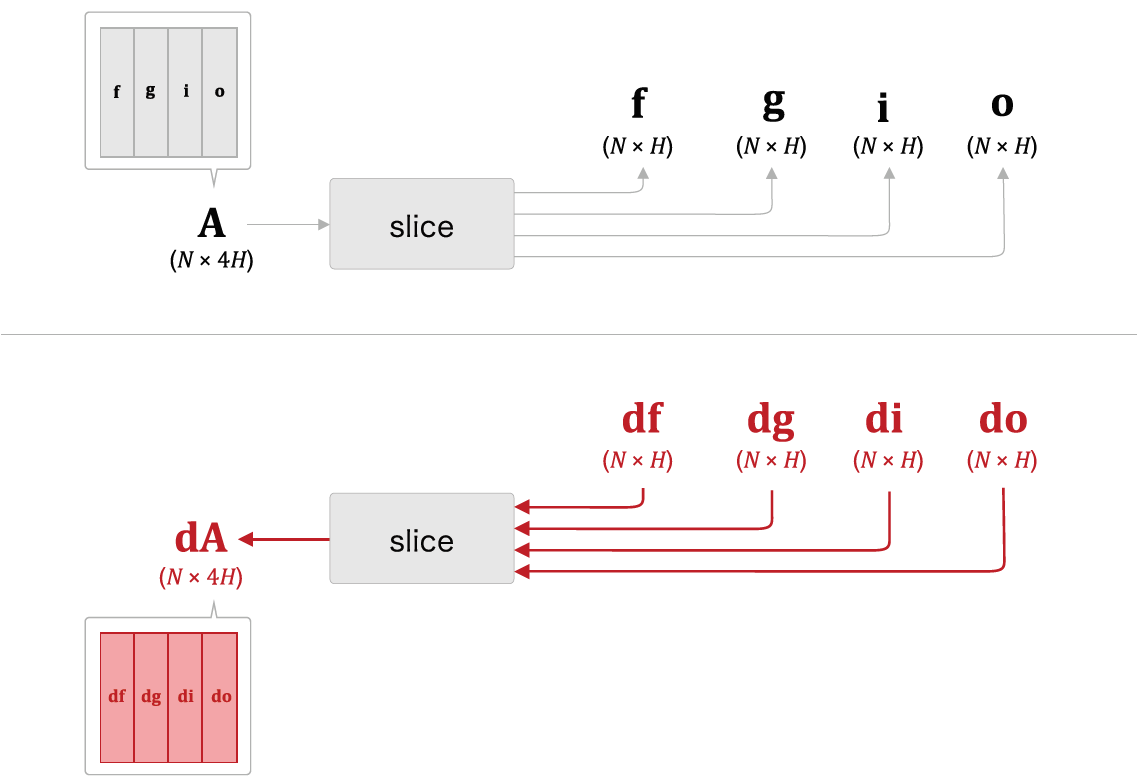 f g i o
f g i o
(N × H) (N × H) (N × H) (N × H)
A
slice
(N × 4H)
df dg di do
(N × H) (N × H) (N × H) (N × H)
dA
slice
(N × 4H)
df dg di do